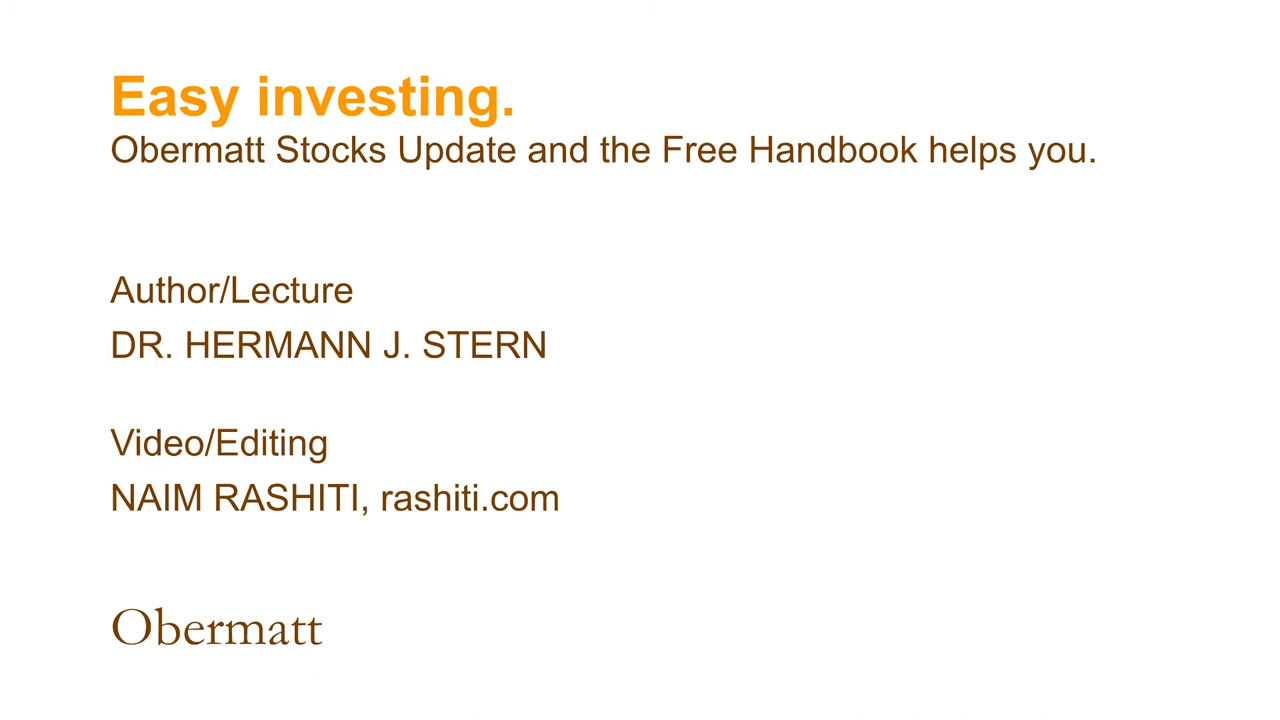 Easy investing.
Obermatt Stocks Update and the Free Handbook helps you.
Author/Lecture
DR. HERMANN J. STERN
Video/Editing
NAIM RASHITI, rashiti.com
Obermatt